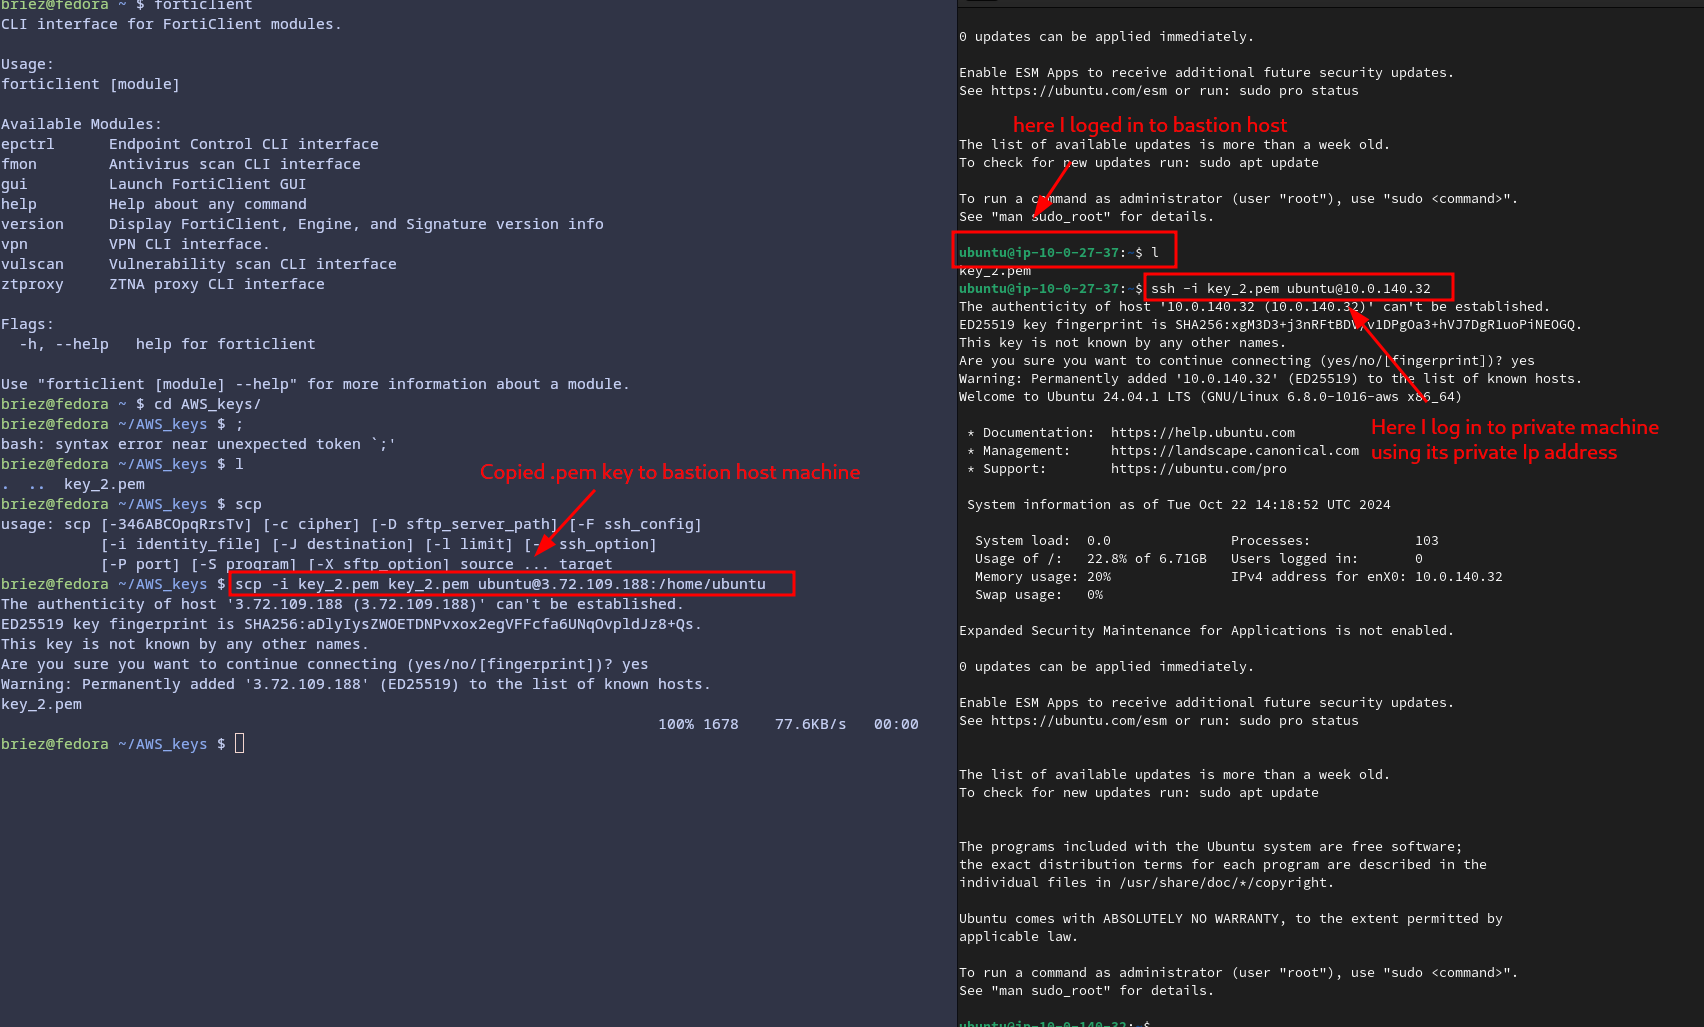 briez@fedora ~ $ forticlient
CLI interface for FortiClient modules.
Usage:
forticlient [module]
Available Modules:
epctrl      Endpoint Control CLI interface
fmon        Antivirus scan CLI interface
gui         Launch FortiClient GUI
help        Help about any command
version     Display FortiClient, Engine, and Signature version info
vpn         VPN CLI interface.
vulscan     Vulnerability scan CLI interface
ztproxy     ZTNA proxy CLI interface
Flags:
  -h, --help   help for forticlient
Use "forticlient [module] --help" for more information about a module.
briez@fedora ~ $ cd AWS_keys/
briez@fedora ~/AWS_keys $ ;
bash: syntax error near unexpected token `;'
briez@fedora ~/AWS_keys $ l
.  ..  key_2.pem
Copied .pem key to bastion host machine
briez@fedora ~/AWS_keys $ scp
usage: scp [-346ABCOpqRrsTv] [-c cipher] [-D sftp_server_path] [-F ssh_config]
           [-i identity_file] [-J destination] [-l limit] [- ssh_option]
           [-P port] [-S program] [-X sftp_option] source ... target
briez@fedora ~/AWS_keys $ scp -i key_2.pem key_2.pem ubuntu@3.72.109.188:/home/ubuntu
The authenticity of host '3.72.109.188 (3.72.109.188)' can't be established.
ED25519 key fingerprint is SHA256:aDlyIysZWOETDNPvxox2egVFFcfa6UNqOvpldJz8+Qs.
This key is not known by any other names.
Are you sure you want to continue connecting (yes/no/[fingerprint])? yes
Warning: Permanently added '3.72.109.188' (ED25519) to the list of known hosts.
key_2.pem
100% 1678    77.6KB/s   00:00
briez@fedora ~/AWS_keys $
0 updates can be applied immediately.
Enable ESM Apps to receive additional future security updates.
See https://ubuntu.com/esm or run: sudo pro status
here I loged in to bastion host
The list of available updates is more than a week old.
To check for new updates run: sudo apt update
To run a command as administrator (user "root"), use "sudo <command>".
See "man sudo_root" for details.
ubuntu@ip-10-0-27-37:~$ l
key_2.pem
ubuntu@ip-10-0-27-37:~$ ssh -i key_2.pem ubuntu@10.0.140.32
The authenticity of host '10.0.140.32 (10.0.140.32)' can't be established.
ED25519 key fingerprint is SHA256:xgM3D3+j3nRFtBDV/v1DPgOa3+hVJ7DgR1uoPiNEOGQ.
This key is not known by any other names.
Are you sure you want to continue connecting (yes/no/[fingerprint])? yes
Warning: Permanently added '10.0.140.32' (ED25519) to the list of known hosts.
Welcome to Ubuntu 24.04.1 LTS (GNU/Linux 6.8.0-1016-aws x86_64)
Here I log in to private machine
using its private Ip address
 * Documentation:  https://help.ubuntu.com
 * Management:     https://landscape.canonical.com
 * Support:        https://ubuntu.com/pro
 System information as of Tue Oct 22 14:18:52 UTC 2024
  System load:  0.0               Processes:             103
  Usage of /:   22.8% of 6.71GB   Users logged in:       0
  Memory usage: 20%               IPv4 address for enX0: 10.0.140.32
  Swap usage:   0%
Expanded Security Maintenance for Applications is not enabled.
0 updates can be applied immediately.
Enable ESM Apps to receive additional future security updates.
See https://ubuntu.com/esm or run: sudo pro status
The list of available updates is more than a week old.
To check for new updates run: sudo apt update
The programs included with the Ubuntu system are free software;
the exact distribution terms for each program are described in the
individual files in /usr/share/doc/*/copyright.
Ubuntu comes with ABSOLUTELY NO WARRANTY, to the extent permitted by
applicable law.
To run a command as administrator (user "root"), use "sudo <command>".
See "man sudo_root" for details.
ubuntu@ip-10-0-140-32:~$